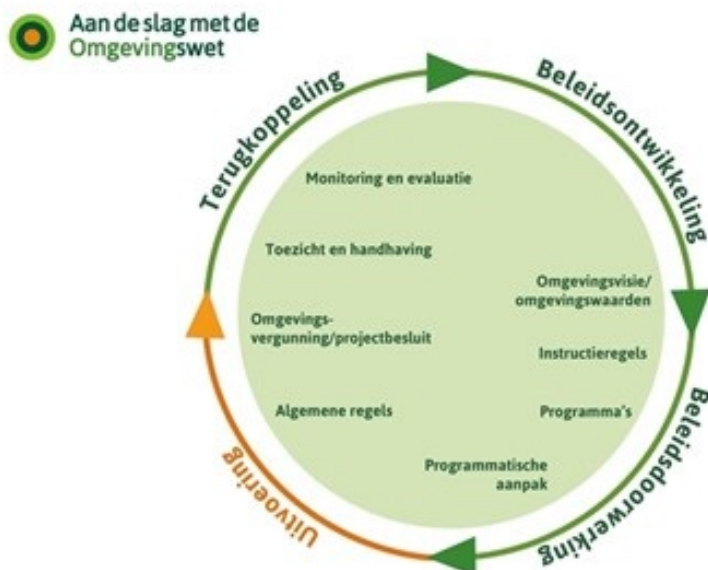 Aan de slag met de
Omgevingswet
Terugkoppeling
Beleidsontwikkeling
Monitoring en evaluatie
Toezicht en handhaving
Omgevingsvisie/
omgevingswaarden
Omgevings-
vergunning/projectbesluit
Instructieregels
Algemene regels
Programma's
Programmatische
aanpak
Uitvoering
Beleidsdoorwerking